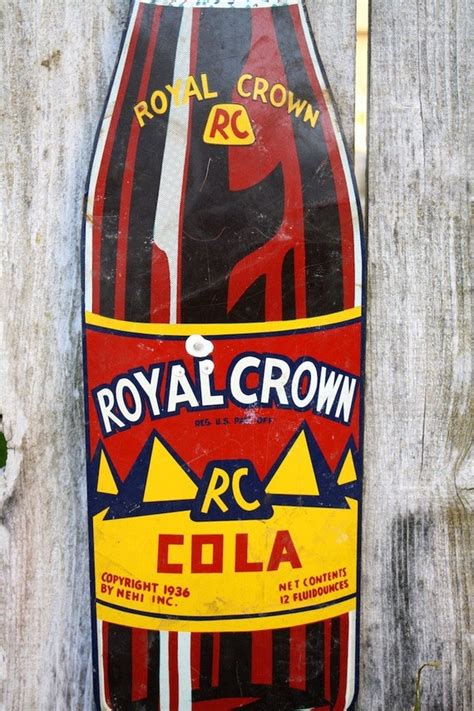 ROYAL CROWN
RC
ROYAL CROWN
REG. U.S. PAT. OFF.
RC
COLA
COPYRIGHT 1936
BY NEHI INC.
NET CONTENTS
12 FLUIDOUNCES